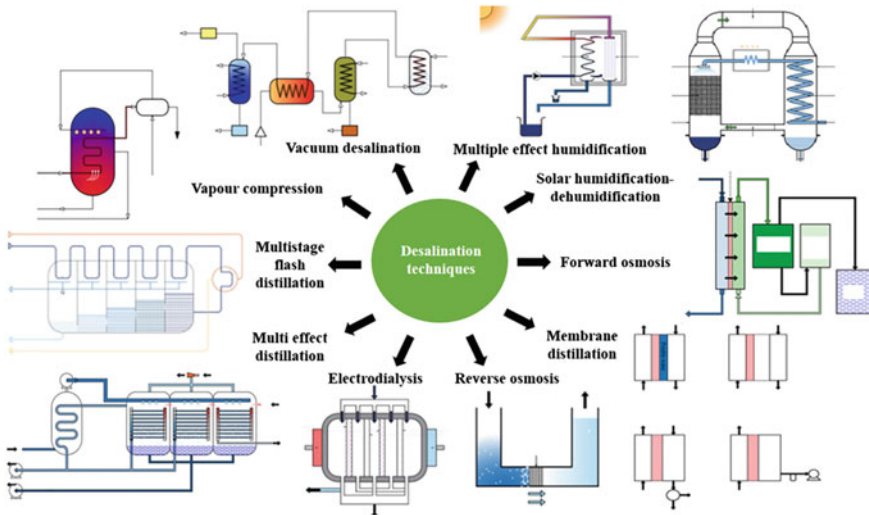 Vacuum desalination
Multiple effect humidification
Vapour compression
Solar humidification-
dehumidification
Desalination
techniques
Multistage
flash
distillation
Forward osmosis
Multi effect
distillation
Membrane
distillation
Electrodialysis
Reverse osmosis